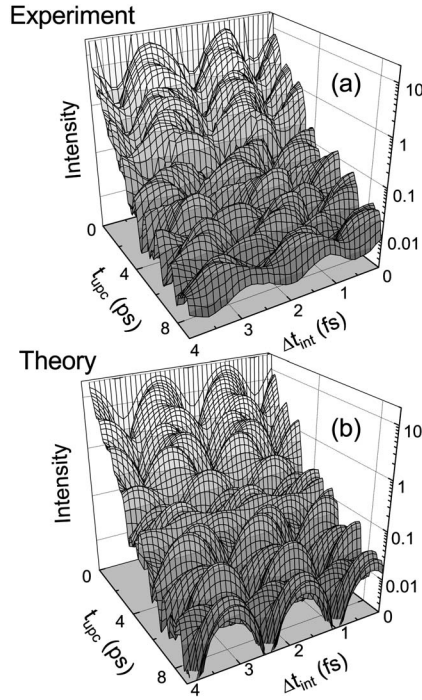 Experiment
(a)
Intensity
10
1
0.1
0.01
0
4
8
t_upc (ps)
4
3
2
1
0
Δt_int (fs)
Theory
(b)
Intensity
10
1
0.1
0.01
0
4
8
t_upc (ps)
4
3
2
1
0
Δt_int (fs)